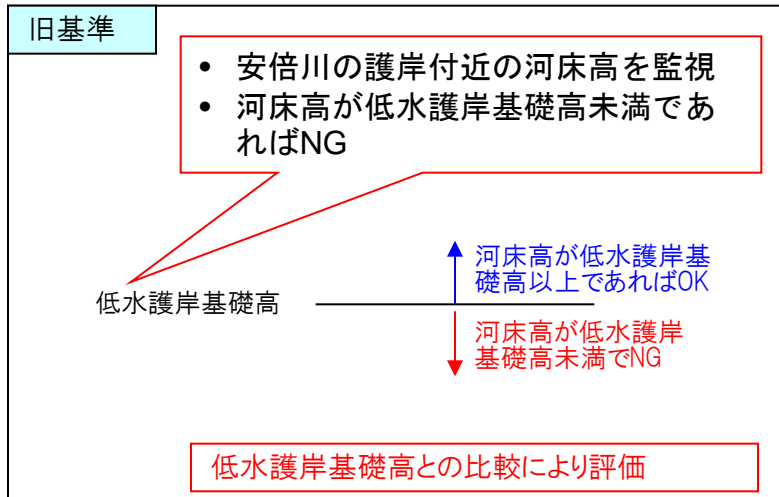 旧基準
• 安倍川の護岸付近の河床高を監視
• 河床高が低水護岸基礎高未満であ
ればNG
河床高が低水護岸基
礎高以上であればOK
低水護岸基礎高
河床高が低水護岸
基礎高未満でNG
低水護岸基礎高との比較により評価